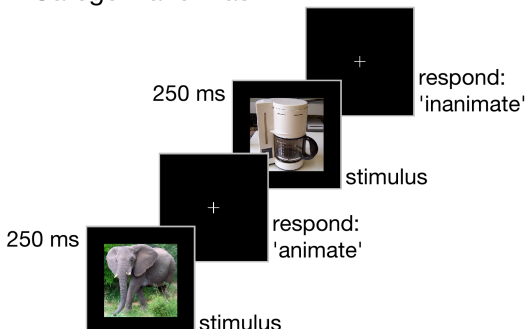 respond:
'inanimate'
250 ms
stimulus
respond:
'animate'
250 ms
stimulus